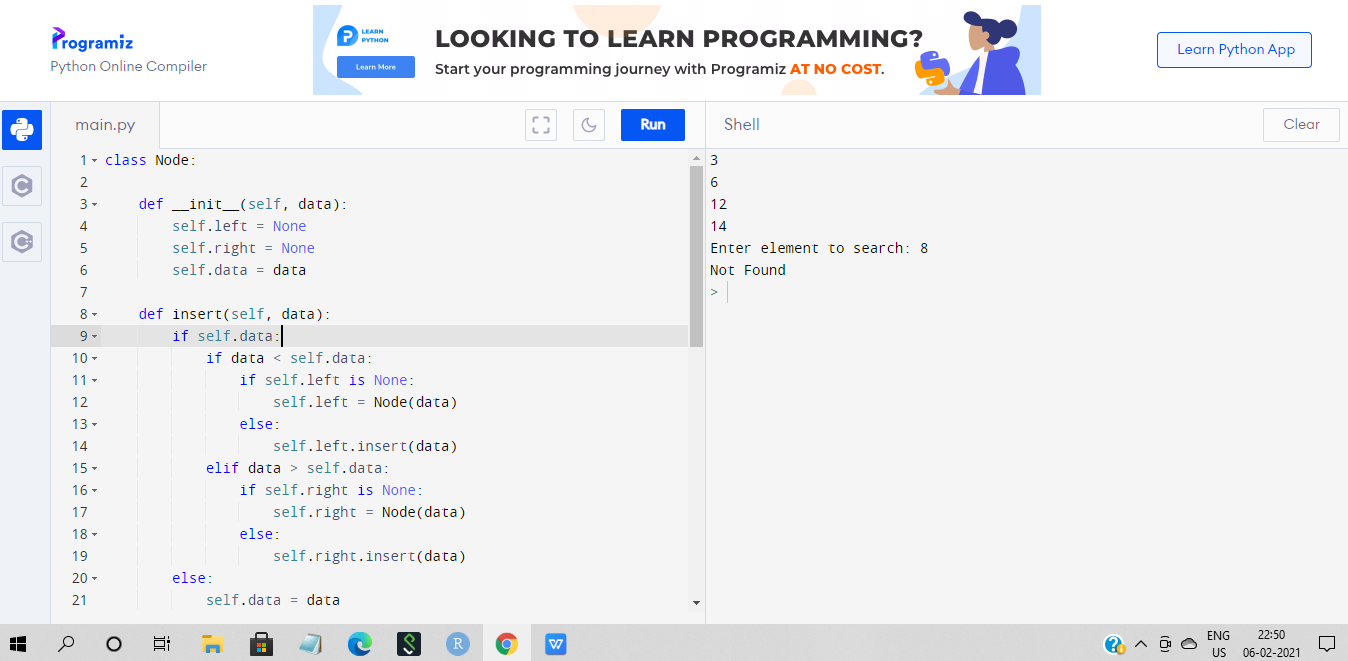 Programiz
Python Online Compiler
LEARN
PYTHON
Learn More
LOOKING TO LEARN PROGRAMMING?
Start your programming journey with Programiz AT NO COST.
Learn Python App
main.py
Run
Shell
Clear
1 class Node:
2
3 def __init__(self, data):
4 self.left = None
5 self.right = None
6 self.data = data
7
8 def insert(self, data):
9 if self.data:
10 if data < self.data:
11 if self.left is None:
12 self.left = Node(data)
13 else:
14 self.left.insert(data)
15 elif data > self.data:
16 if self.right is None:
17 self.right = Node(data)
18 else:
19 self.right.insert(data)
20 else:
21 self.data = data
3
6
12
14
Enter element to search: 8
Not Found
>
ENG
US
22:50
06-02-2021